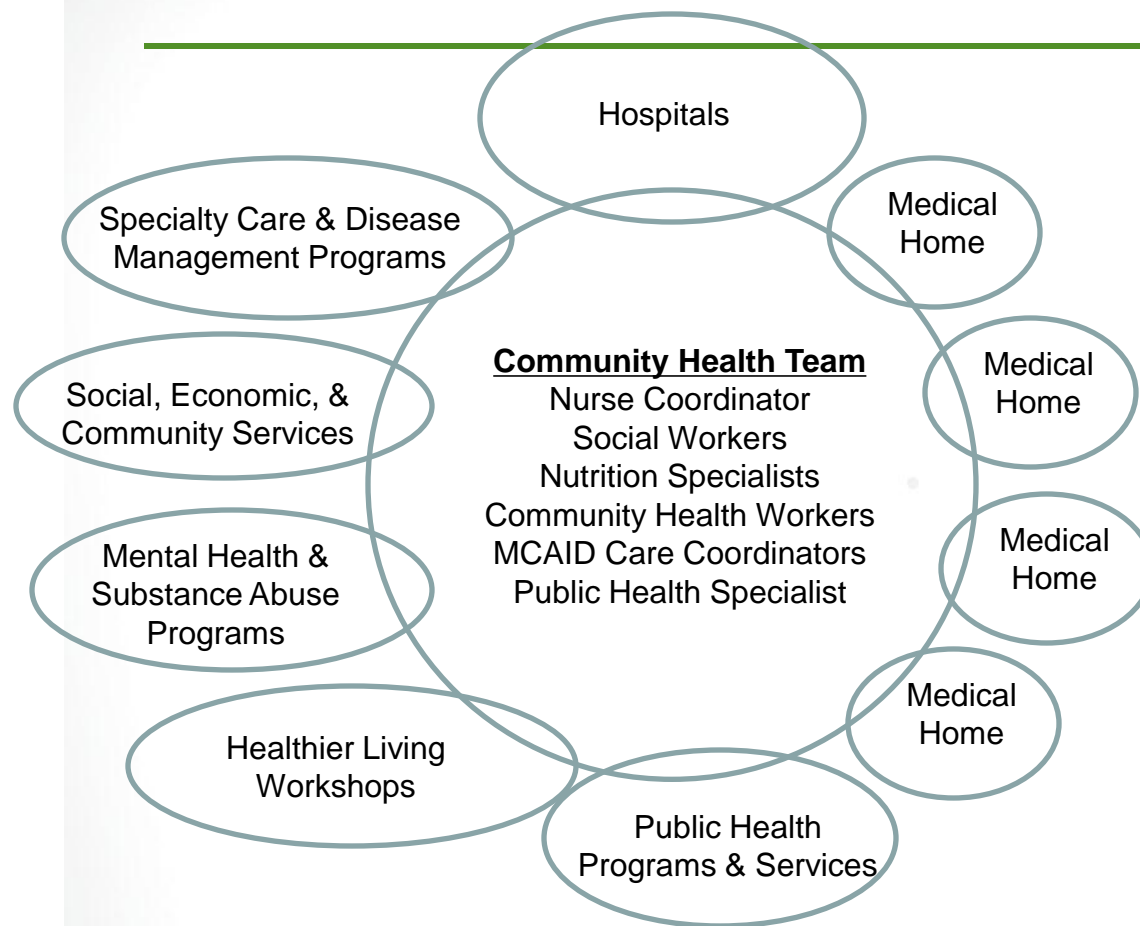 Hospitals
Specialty Care & Disease
Management Programs
Medical
Home
Social, Economic, &
Community Services
Community Health Team
Nurse Coordinator
Social Workers
Nutrition Specialists
Community Health Workers
MCAID Care Coordinators
Public Health Specialist
Medical
Home
Mental Health &
Substance Abuse
Programs
Medical
Home
Healthier Living
Workshops
Medical
Home
Public Health
Programs & Services